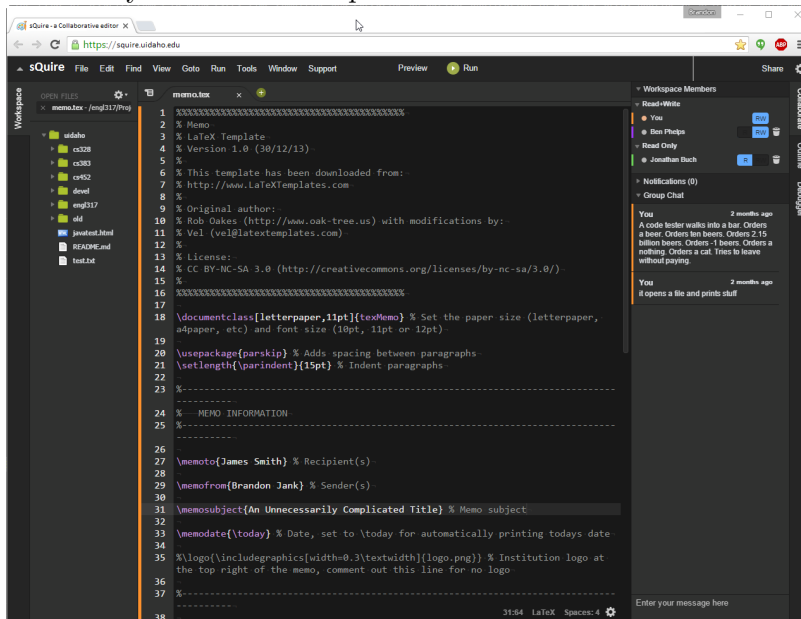 sQuire - a Collaborative editor
Brandon
https://squire.uidaho.edu
sQuire File Edit Find View Goto Run Tools Window Support Preview Run Share
Workspace
OPEN FILES
memo.tex - /engl317/Proj
uidaho
cs328
cs383
cs452
devel
engl317
old
javatest.html
README.md
test.txt
memo.tex
1 %%%%%%%%%%%%%%%%%%%%%%%%%%%%%%%%%%%%%%%%%
2 % Memo
3 % LaTeX Template
4 % Version 1.0 (30/12/13)
5 %
6 % This template has been downloaded from:
7 % http://www.LaTeXTemplates.com
8 %
9 % Original author:
10 % Rob Oakes (http://www.oak-tree.us) with modifications by:
11 % Vel (vel@latextemplates.com)
12 %
13 % License:
14 % CC BY-NC-SA 3.0 (http://creativecommons.org/licenses/by-nc-sa/3.0/)
15 %
16 %%%%%%%%%%%%%%%%%%%%%%%%%%%%%%%%%%%%%%%%%
17
18 \documentclass[letterpaper,11pt]{texMemo} % Set the paper size (letterpaper,
a4paper, etc) and font size (10pt, 11pt or 12pt)
19
20 \usepackage{parskip} % Adds spacing between paragraphs
21 \setlength{\parindent}{15pt} % Indent paragraphs
22
23 %------------------------------------------------------------------------------
----------
24 % MEMO INFORMATION
25 %------------------------------------------------------------------------------
----------
26
27 \memoto{James Smith} % Recipient(s)
28
29 \memofrom{Brandon Jank} % Sender(s)
30
31 \memosubject{An Unnecessarily Complicated Title} % Memo subject
32
33 \memodate{\today} % Date, set to \today for automatically printing todays date
34
35 %\logo{\includegraphics[width=0.3\textwidth]{logo.png}} % Institution logo at
the top right of the memo, comment out this line for no logo
36
37 %------------------------------------------------------------------------------
----------
38
31:64 LaTeX Spaces: 4
Workspace Members
Read+Write
You RW
Ben Phelps RW
Read Only
Jonathan Buch R
Notifications (0)
Group Chat
You 2 months ago
A code tester walks into a bar. Orders
a beer. Orders ten beers. Orders 2.15
billion beers. Orders -1 beers. Orders a
nothing. Orders a cat. Tries to leave
without paying.
You 2 months ago
it opens a file and prints stuff
Enter your message here
Outline
Debugger